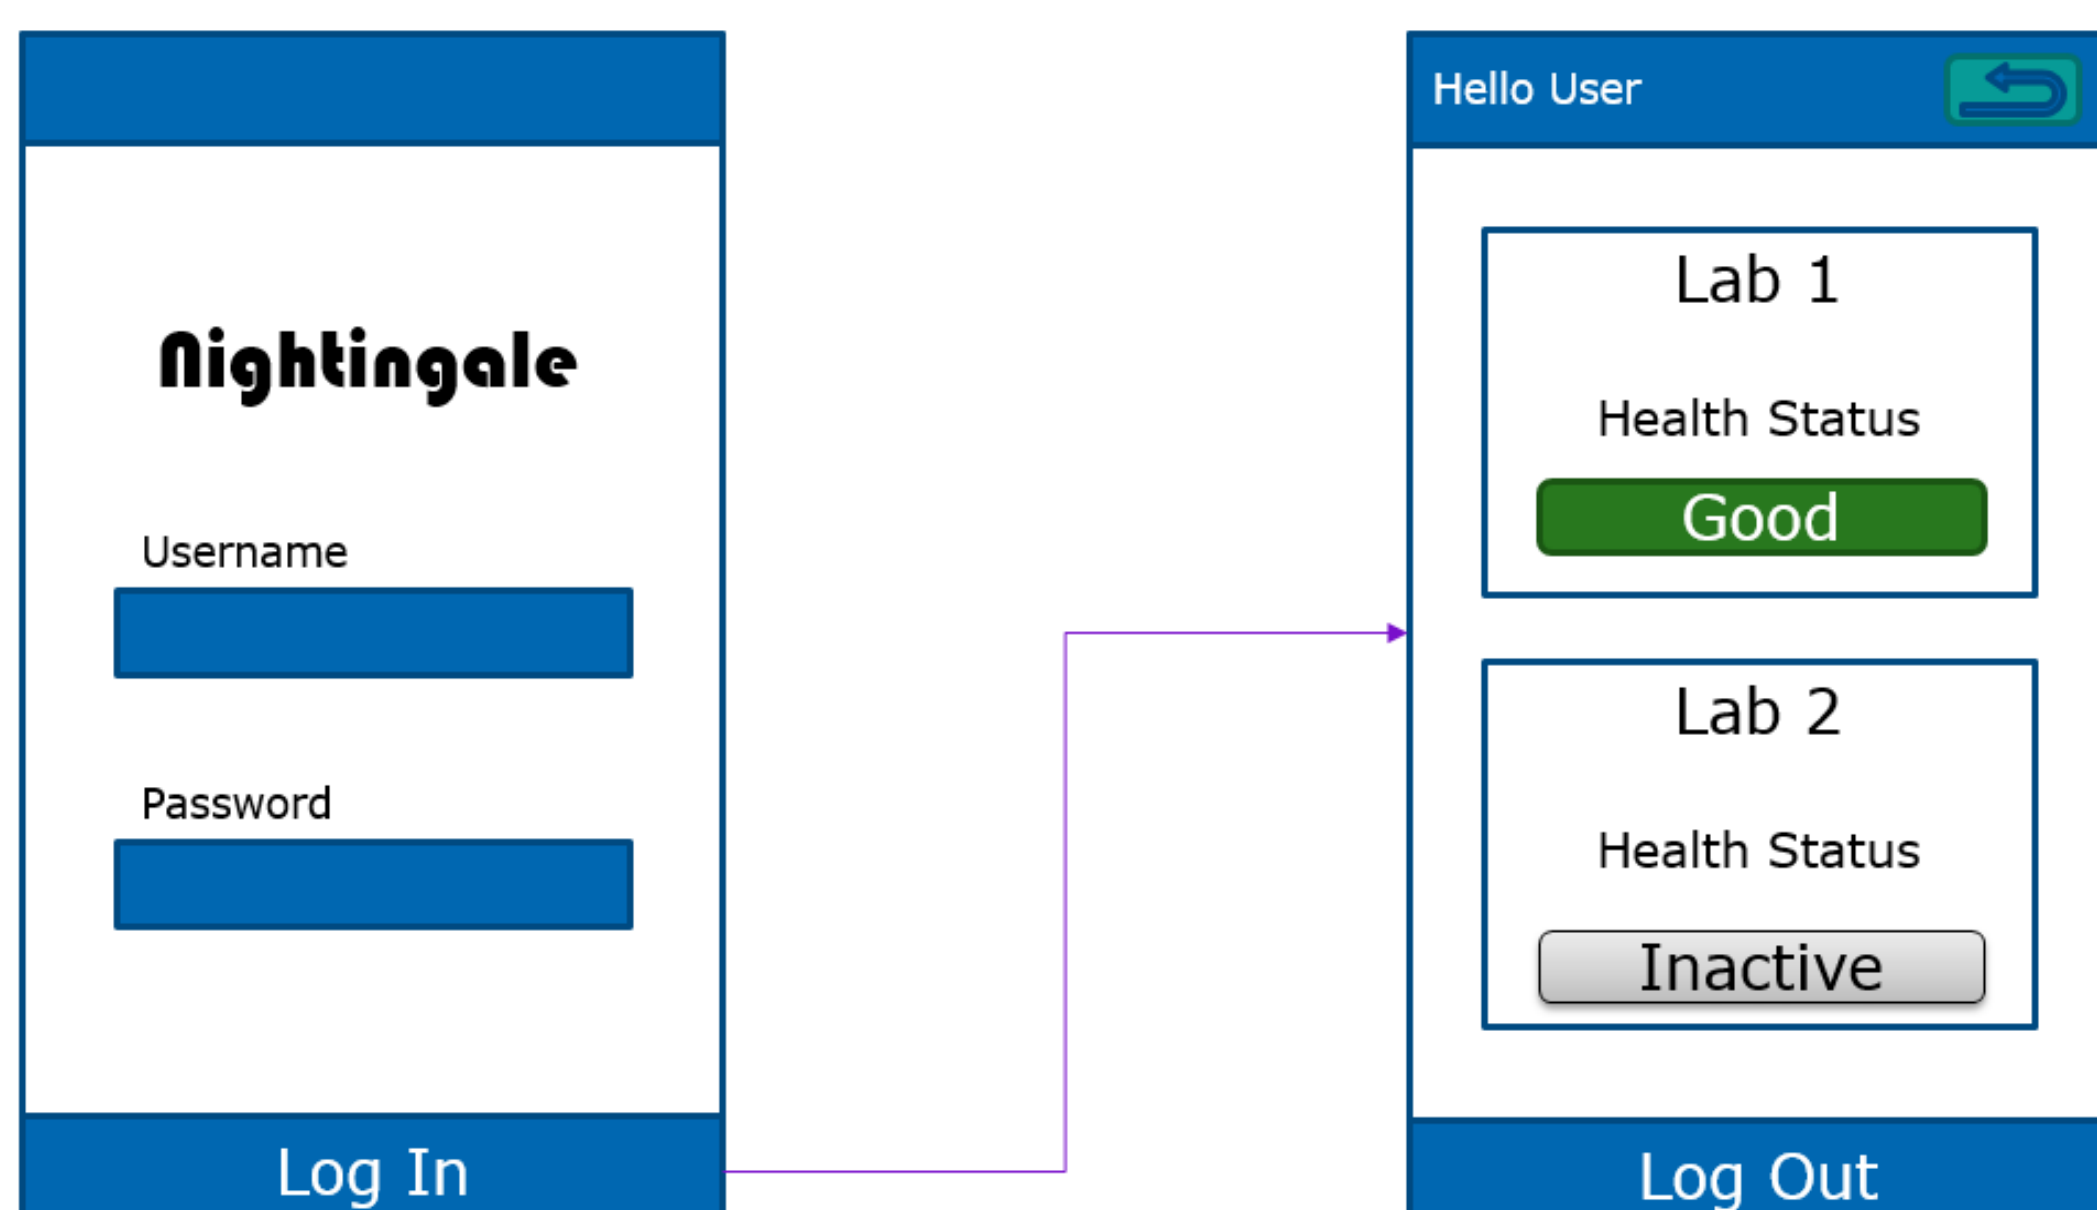 Nightingale
Username
Password
Log In
Hello User
Lab 1
Health Status
Good
Lab 2
Health Status
Inactive
Log Out